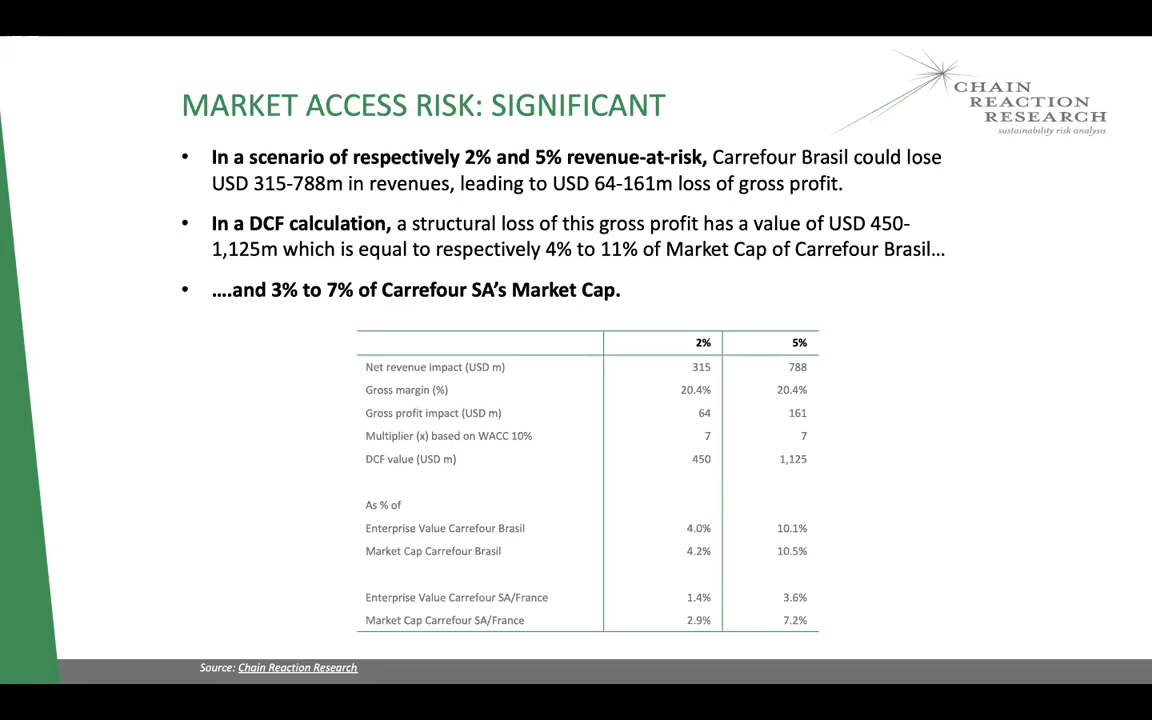 CHAIN
REACTION
RESEARCH
sustainability risk analysis
MARKET ACCESS RISK: SIGNIFICANT
• In a scenario of respectively 2% and 5% revenue-at-risk, Carrefour Brasil could lose
USD 315-788m in revenues, leading to USD 64-161m loss of gross profit.
• In a DCF calculation, a structural loss of this gross profit has a value of USD 450-
1,125m which is equal to respectively 4% to 11% of Market Cap of Carrefour Brasil…
• ….and 3% to 7% of Carrefour SA’s Market Cap.
2% 5%
Net revenue impact (USD m) 315 788
Gross margin (%) 20.4% 20.4%
Gross profit impact (USD m) 64 161
Multiplier (x) based on WACC 10% 7 7
DCF value (USD m) 450 1,125
As % of
Enterprise Value Carrefour Brasil 4.0% 10.1%
Market Cap Carrefour Brasil 4.2% 10.5%
Enterprise Value Carrefour SA/France 1.4% 3.6%
Market Cap Carrefour SA/France 2.9% 7.2%
Source: Chain Reaction Research